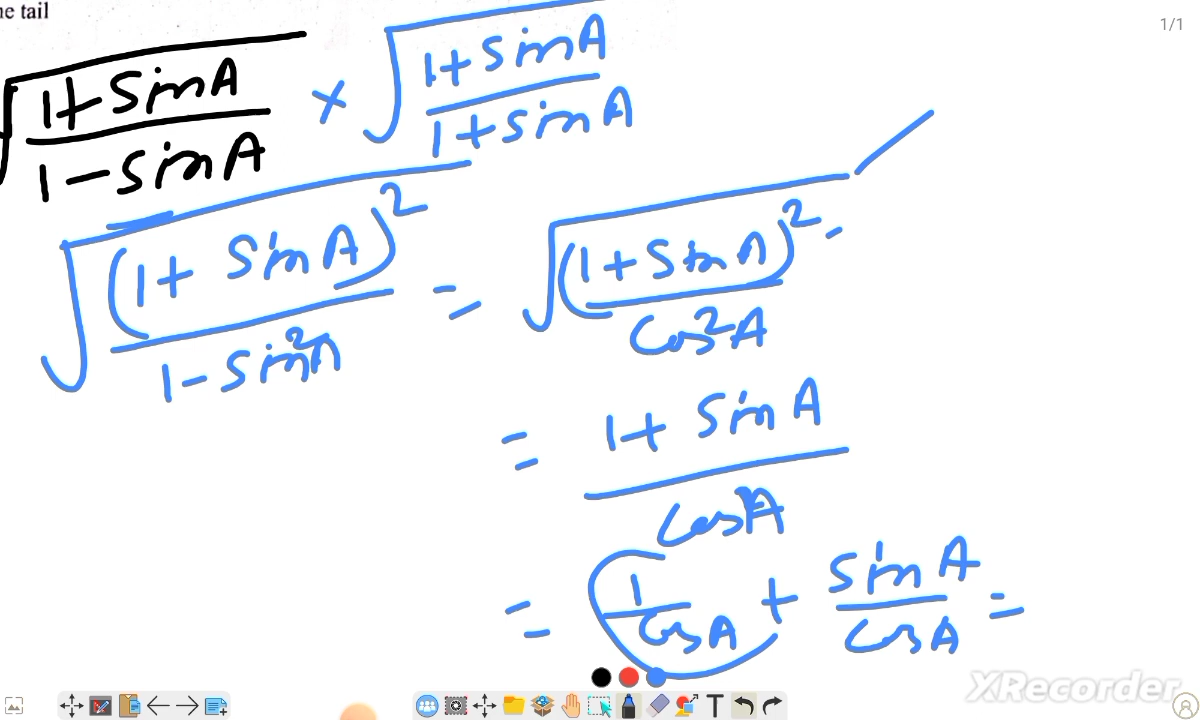 ne tail
1/1
√((1+sinA)/(1-sinA)) × √((1+sinA)/(1+sinA))
√((1+sinA)²/(1-sin²A)) = √((1+sinA)²/cos²A)
= (1+sinA)/cosA
= 1/cosA + sinA/cosA =
T
XRecorder